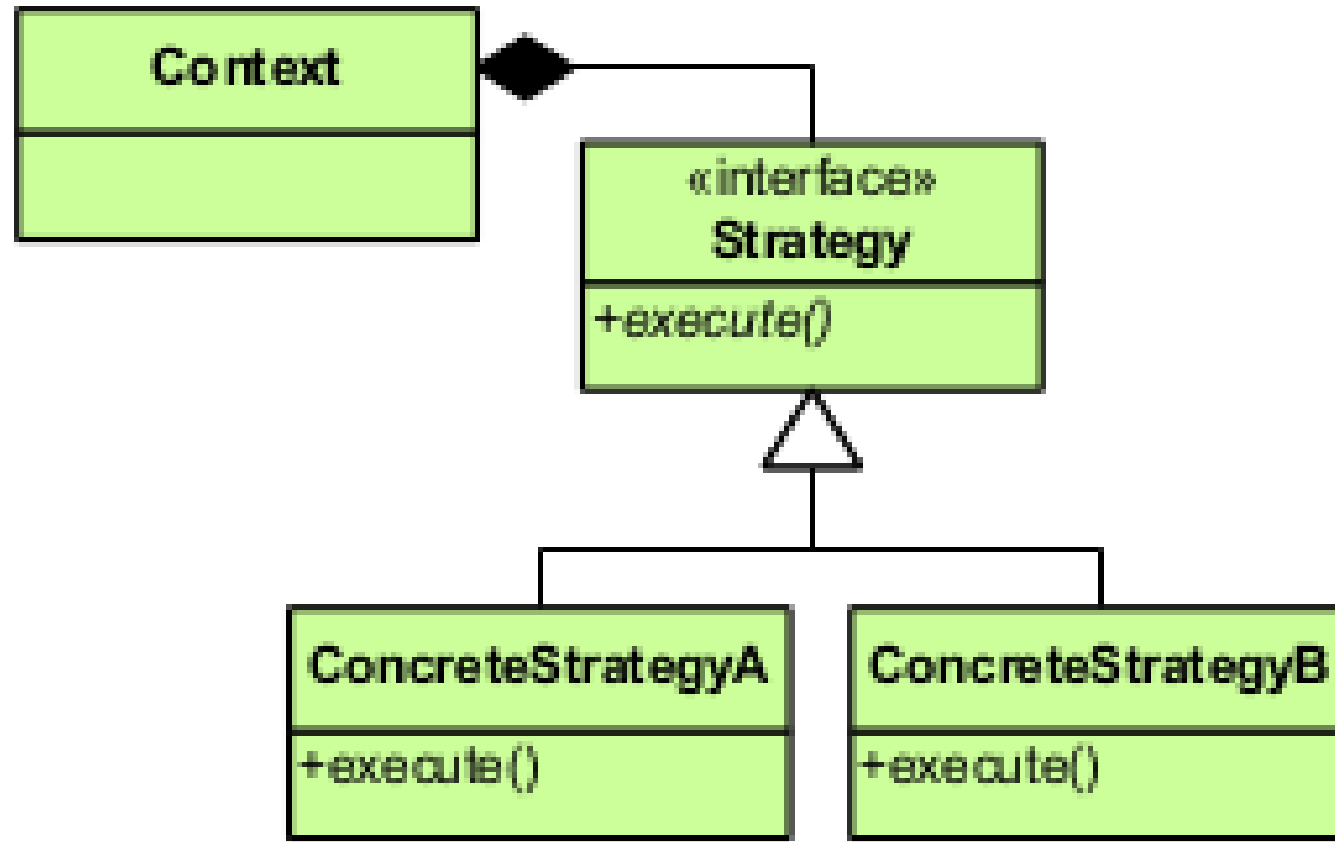 Context
«interface»
Strategy
+execute()
ConcreteStrategyA
+execute()
ConcreteStrategyB
+execute()